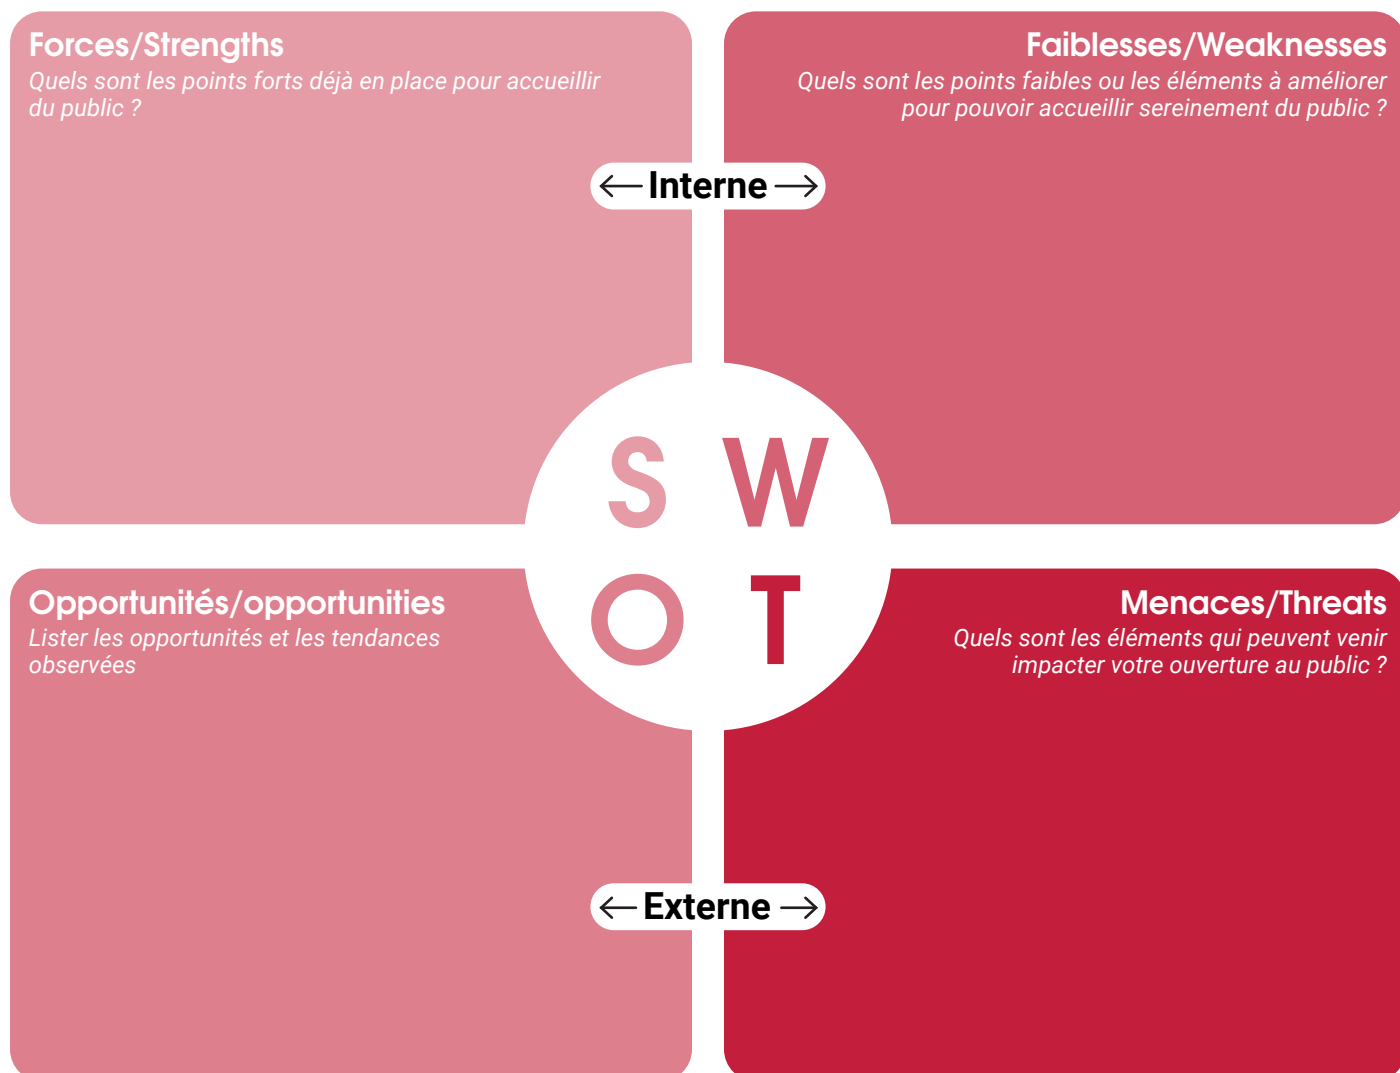 Forces/Strengths
Quels sont les points forts déjà en place pour accueillir
du public ?
Faiblesses/Weaknesses
Quels sont les points faibles ou les éléments à améliorer
pour pouvoir accueillir sereinement du public ?
← Interne →
S W
O T
Opportunités/opportunities
Lister les opportunités et les tendances
observées
Menaces/Threats
Quels sont les éléments qui peuvent venir
impacter votre ouverture au public ?
← Externe →